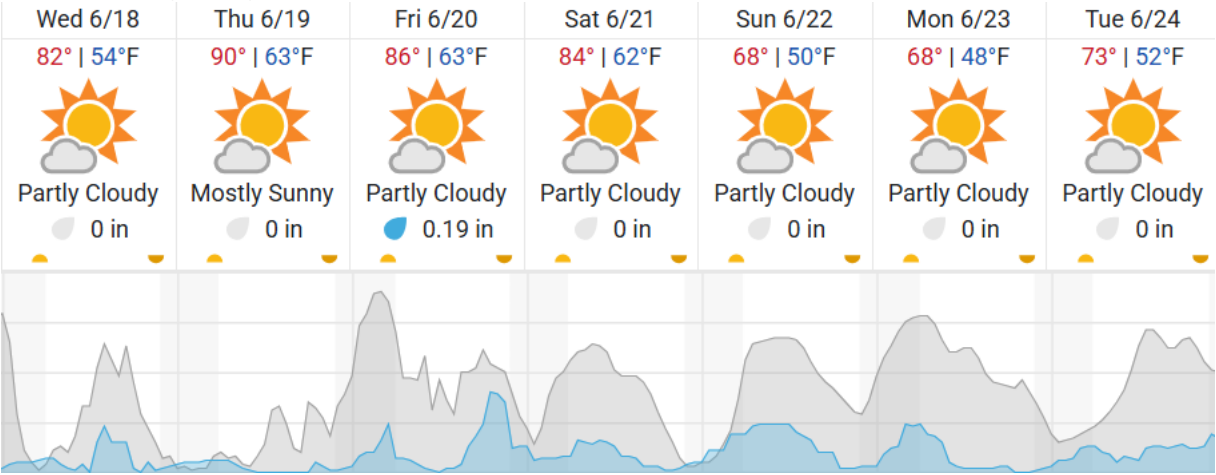 Wed 6/18 Thu 6/19 Fri 6/20 Sat 6/21 Sun 6/22 Mon 6/23 Tue 6/24
82° | 54°F 90° | 63°F 86° | 63°F 84° | 62°F 68° | 50°F 68° | 48°F 73° | 52°F
Partly Cloudy Mostly Sunny Partly Cloudy Partly Cloudy Partly Cloudy Partly Cloudy Partly Cloudy
0 in 0 in 0.19 in 0 in 0 in 0 in 0 in